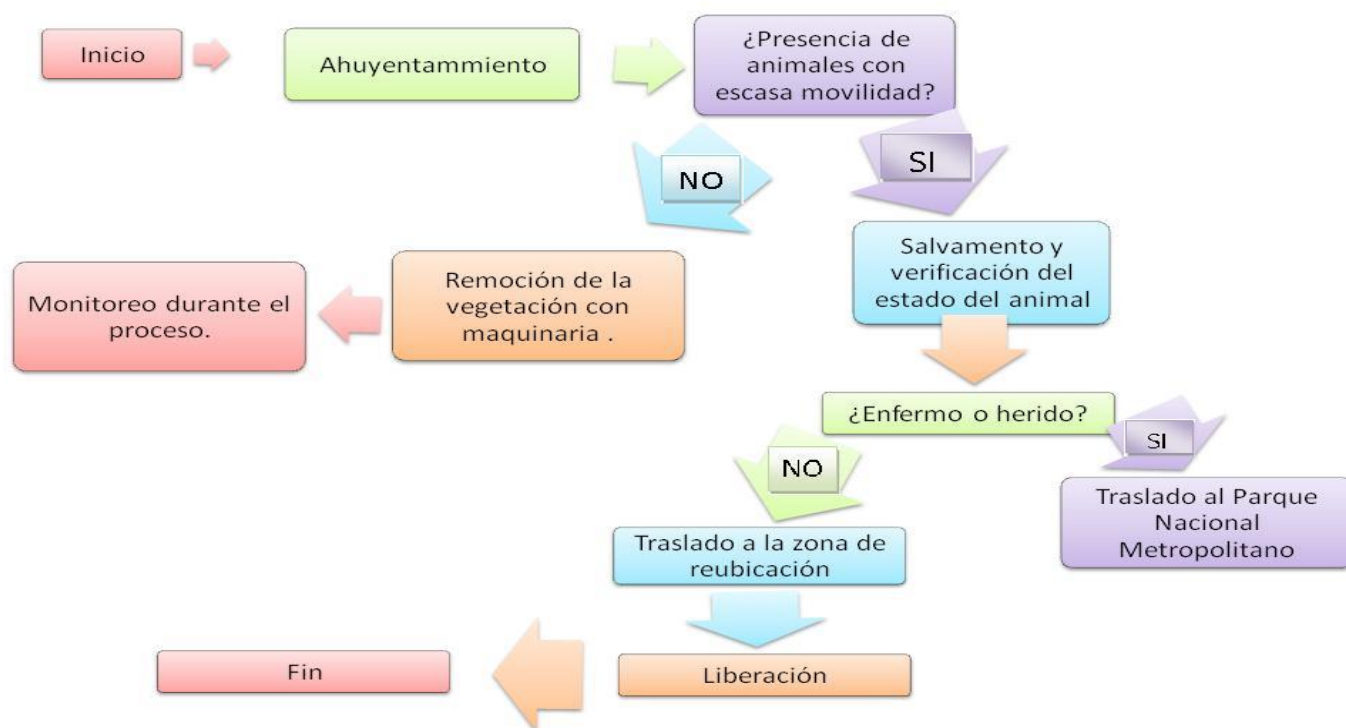 Inicio
Ahuyentammiento
¿Presencia de
animales con
escasa movilidad?
NO
SI
Salvamento y
verificación del
estado del animal
Remoción de la
vegetación con
maquinaria .
Monitoreo durante el
proceso.
¿Enfermo o herido?
NO
SI
Traslado al Parque
Nacional
Metropolitano
Traslado a la zona de
reubicación
Liberación
Fin